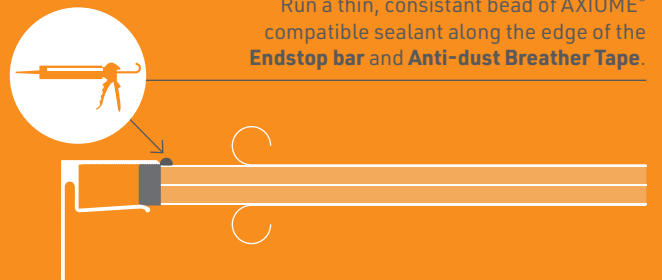 Run a thin, consistant bead of AXIUME®
compatible sealant along the edge of the
Endstop bar and Anti-dust Breather Tape.